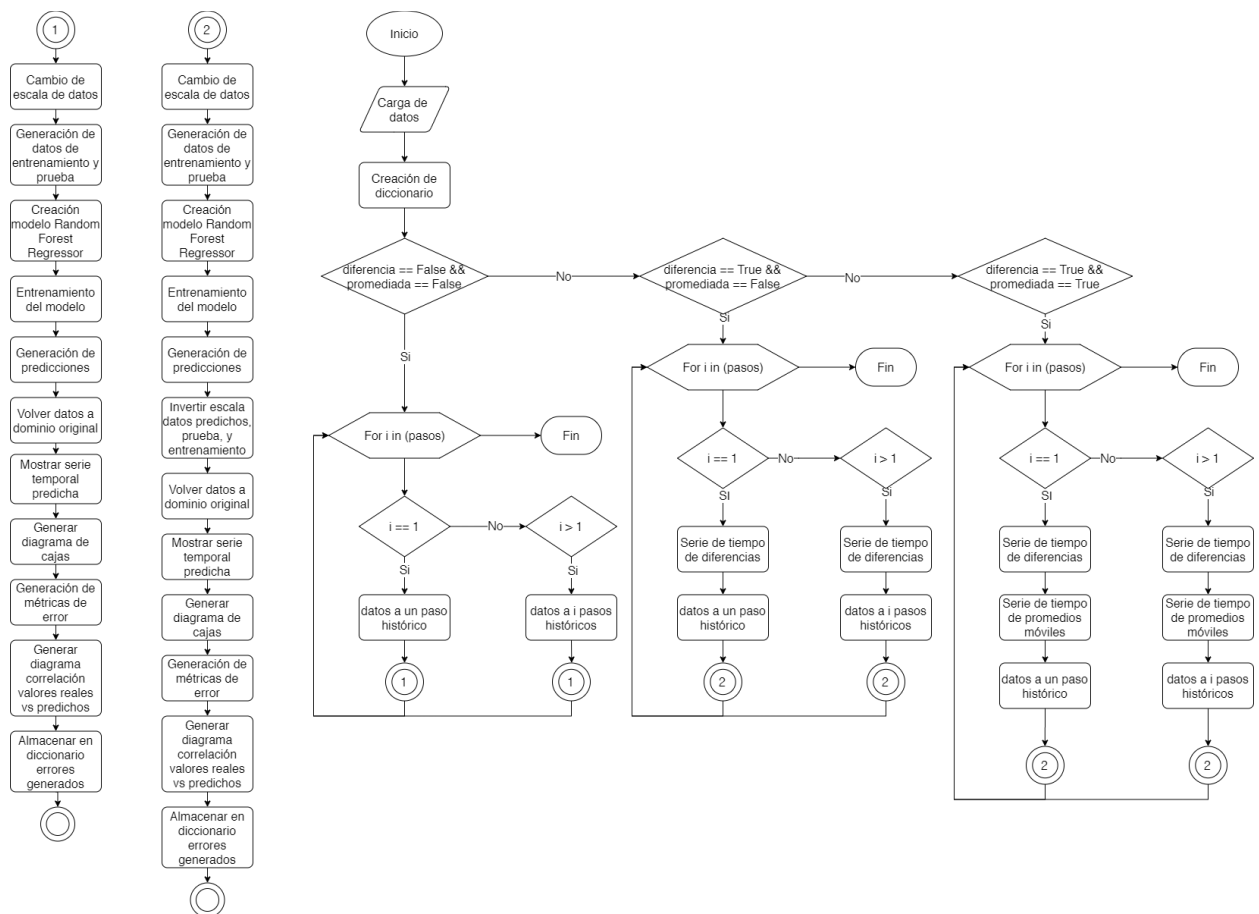 1
Cambio de
escala de datos
Generación de
datos de
entrenamiento y
prueba
Creación
modelo Random
Forest
Regressor
Entrenamiento
del modelo
Generación de
predicciones
Volver datos a
dominio original
Mostrar serie
temporal
predicha
Generar
diagrama de
cajas
Generación de
métricas de
error
Generar
diagrama
correlación
valores reales
vs predichos
Almacenar en
diccionario
errores
generados
2
Cambio de
escala de datos
Generación de
datos de
entrenamiento y
prueba
Creación
modelo Random
Forest
Regressor
Entrenamiento
del modelo
Generación de
predicciones
Invertir escala
datos predichos,
prueba, y
entrenamiento
Volver datos a
dominio original
Mostrar serie
temporal
predicha
Generar
diagrama de
cajas
Generación de
métricas de
error
Generar
diagrama
correlación
valores reales
vs predichos
Almacenar en
diccionario
errores
generados
Inicio
Carga de
datos
Creación de
diccionario
diferencia == False &&
promediada == False
No
Si
For i in (pasos)
Fin
i == 1
No
i > 1
Si
Si
datos a un paso
histórico
datos a i pasos
históricos
1
1
diferencia == True &&
promediada == False
No
Si
For i in (pasos)
Fin
i == 1
No
i > 1
SI
Si
Serie de tiempo
de diferencias
Serie de tiempo
de diferencias
datos a un paso
histórico
datos a i pasos
históricos
2
2
diferencia == True &&
promediada == True
Si
For i in (pasos)
Fin
i == 1
No
i > 1
SI
Si
Serie de tiempo
de diferencias
Serie de tiempo
de diferencias
Serie de tiempo
de promedios
móviles
Serie de tiempo
de promedios
móviles
datos a un paso
histórico
datos a i pasos
históricos
2
2